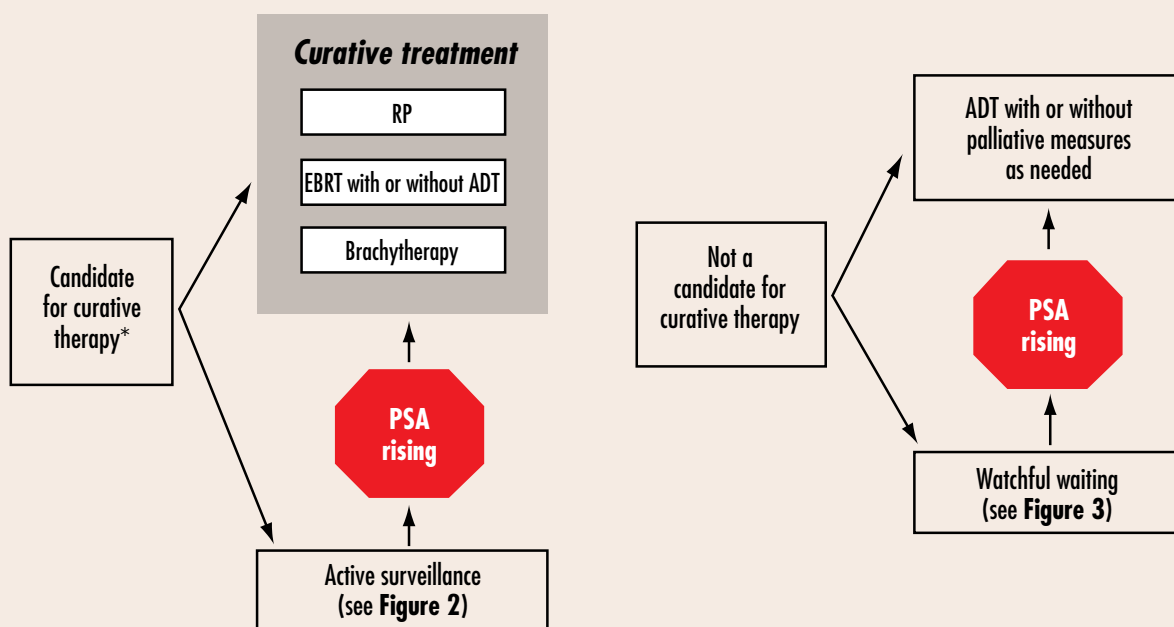 Curative treatment
RP
EBRT with or without ADT
Brachytherapy
Candidate
for curative
therapy*
PSA
rising
Active surveillance
(see Figure 2)
ADT with or without
palliative measures
as needed
Not a
candidate for
curative therapy
PSA
rising
Watchful waiting
(see Figure 3)